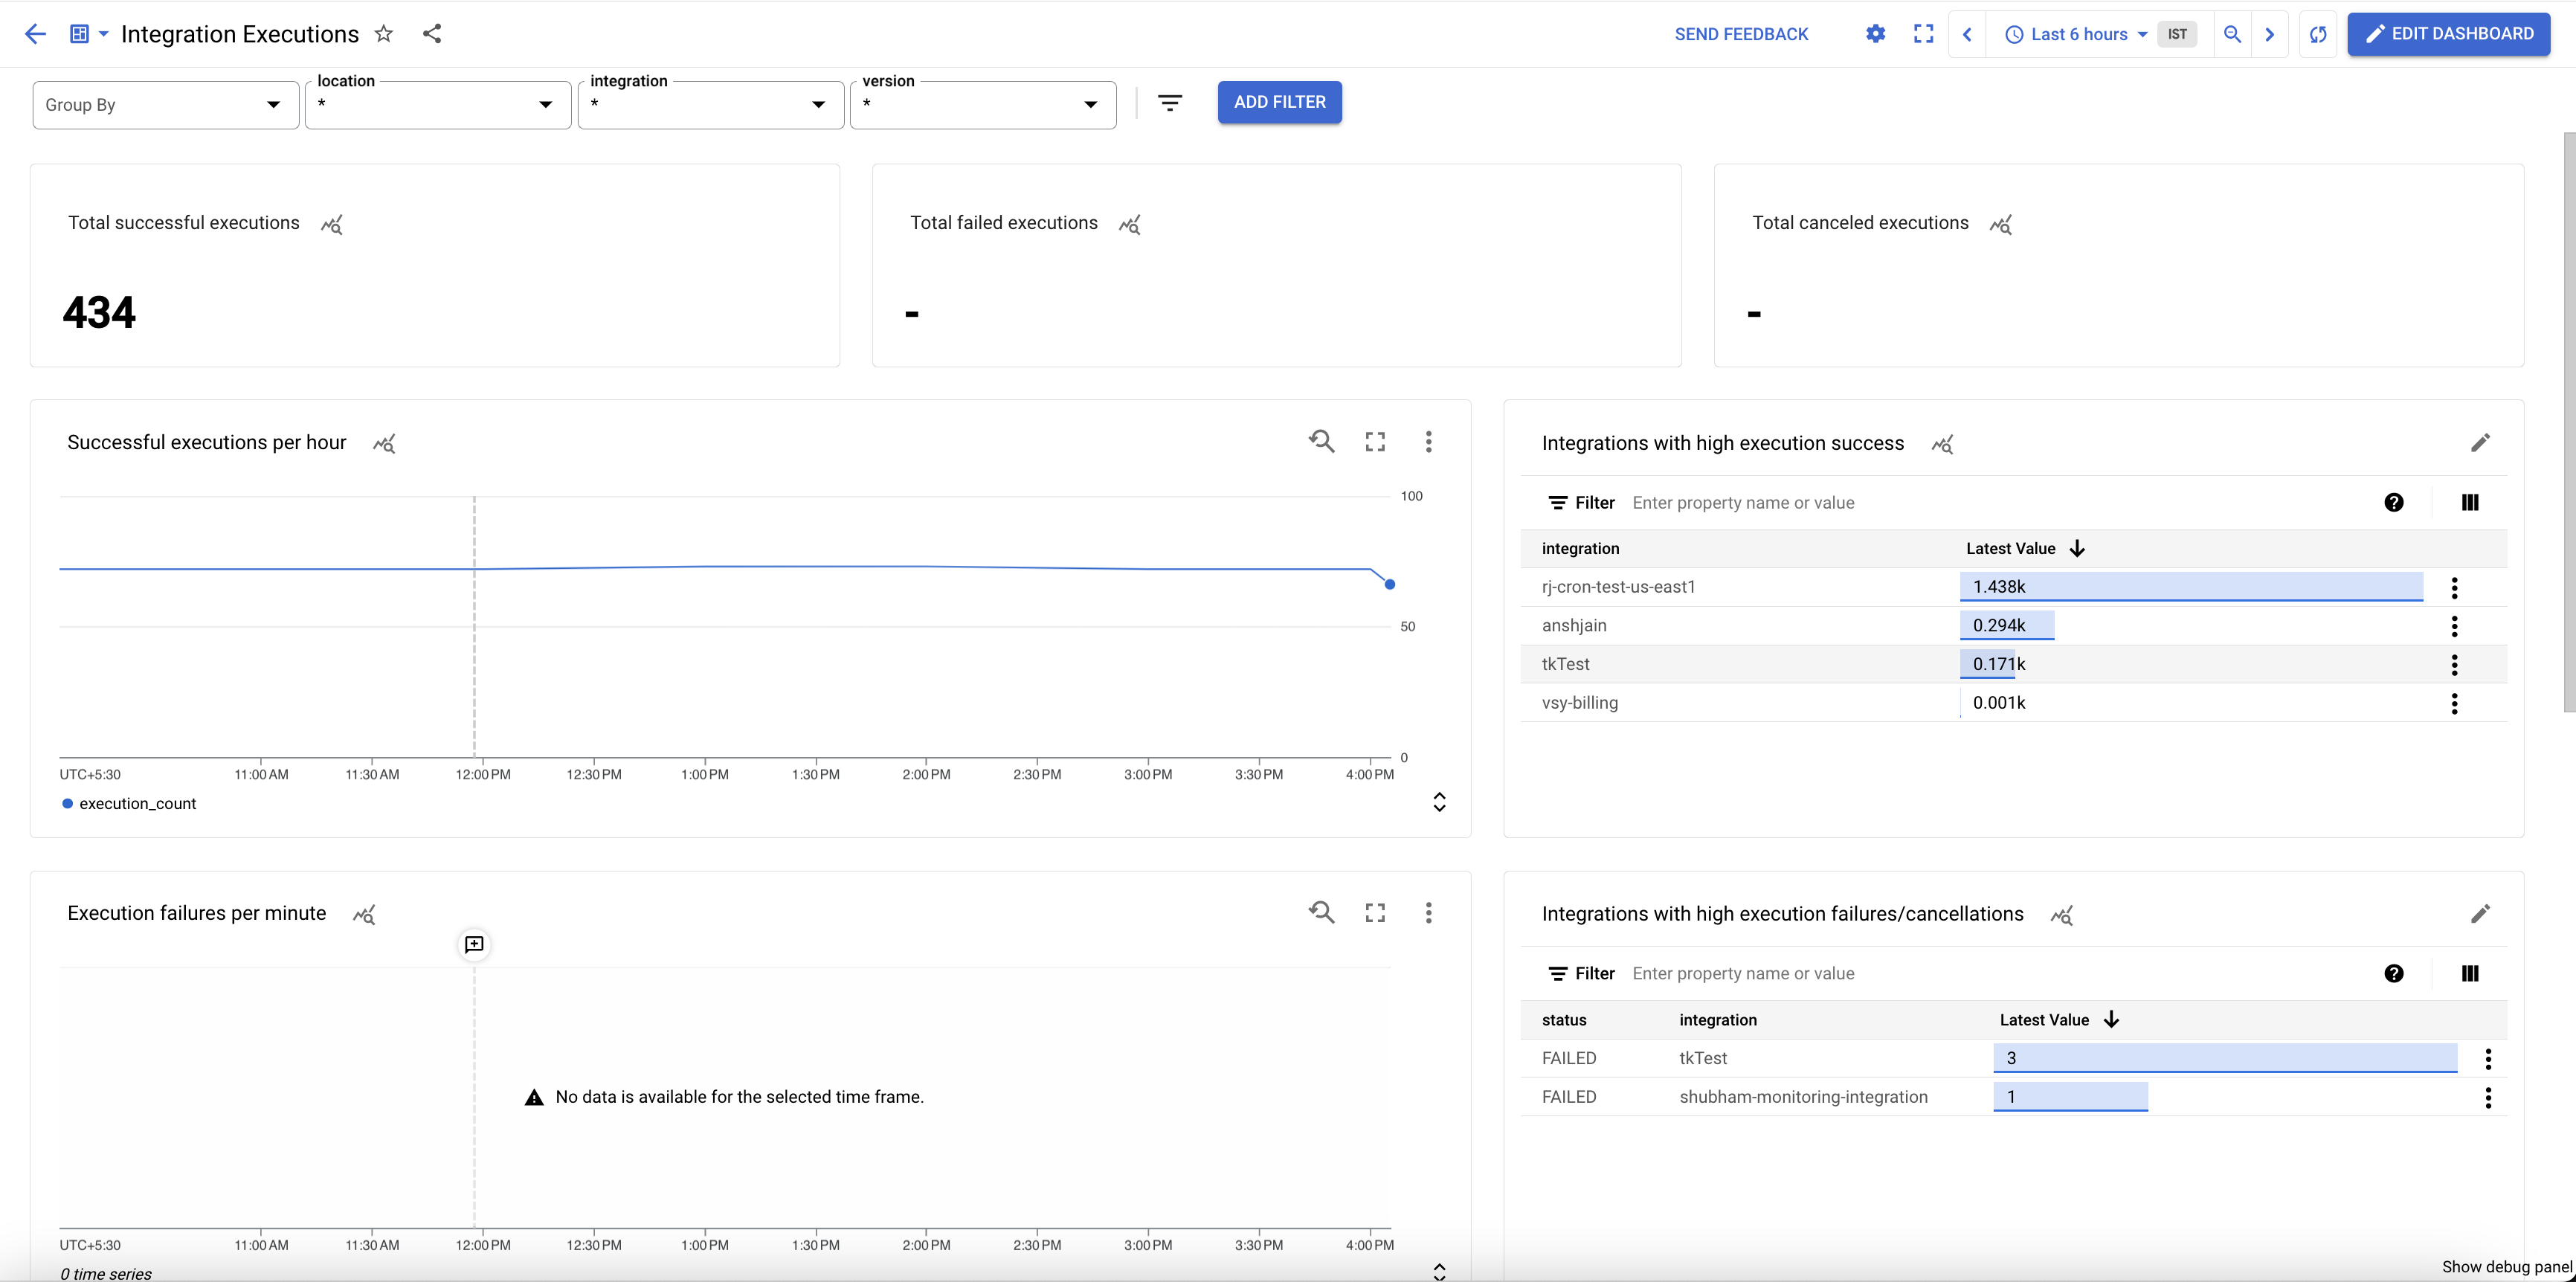 Integration Executions
SEND FEEDBACK
Last 6 hours
IST
EDIT DASHBOARD
Group By
location
*
integration
*
version
*
ADD FILTER
Total successful executions
434
Total failed executions
-
Total canceled executions
-
Successful executions per hour
100
50
0
UTC+5:30 11:00 AM 11:30 AM 12:00 PM 12:30 PM 1:00 PM 1:30 PM 2:00 PM 2:30 PM 3:00 PM 3:30 PM 4:00 PM
execution_count
Integrations with high execution success
Filter Enter property name or value
integration Latest Value
rj-cron-test-us-east1 1.438k
anshjain 0.294k
tkTest 0.171k
vsy-billing 0.001k
Execution failures per minute
No data is available for the selected time frame.
UTC+5:30 11:00 AM 11:30 AM 12:00 PM 12:30 PM 1:00 PM 1:30 PM 2:00 PM 2:30 PM 3:00 PM 3:30 PM 4:00 PM
0 time series
Integrations with high execution failures/cancellations
Filter Enter property name or value
status integration Latest Value
FAILED tkTest 3
FAILED shubham-monitoring-integration 1
Show debug panel